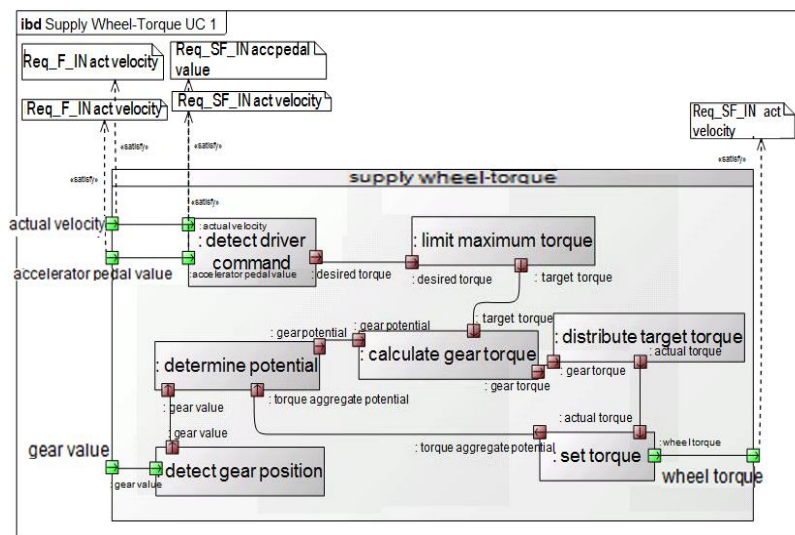 ibd Supply Wheel-Torque UC 1
Req_F_IN act velocity
Req_SF_IN accpedal
value
Req_F_IN act velocity
Req_SF_IN act velocity
Req_SF_IN act
velocity
«satisfy»
«satisfy»
«satisfy»
«satisfy»
«satisfy»
supply wheel-torque
actual velocity
: actual velocity
: detect driver
command
accelerator pedal value
: accelerator pedal value
: desired torque
: limit maximum torque
: desired torque
: target torque
: target torque
: gear potential
: gear potential
: determine potential
: calculate gear torque
: gear torque
: distribute target torque
: actual torque
: gear torque
: gear value
: torque aggregate potential
: gear value
: actual torque
: torque aggregate potential
gear value
: gear value
detect gear position
: set torque
: wheel torque
wheel torque